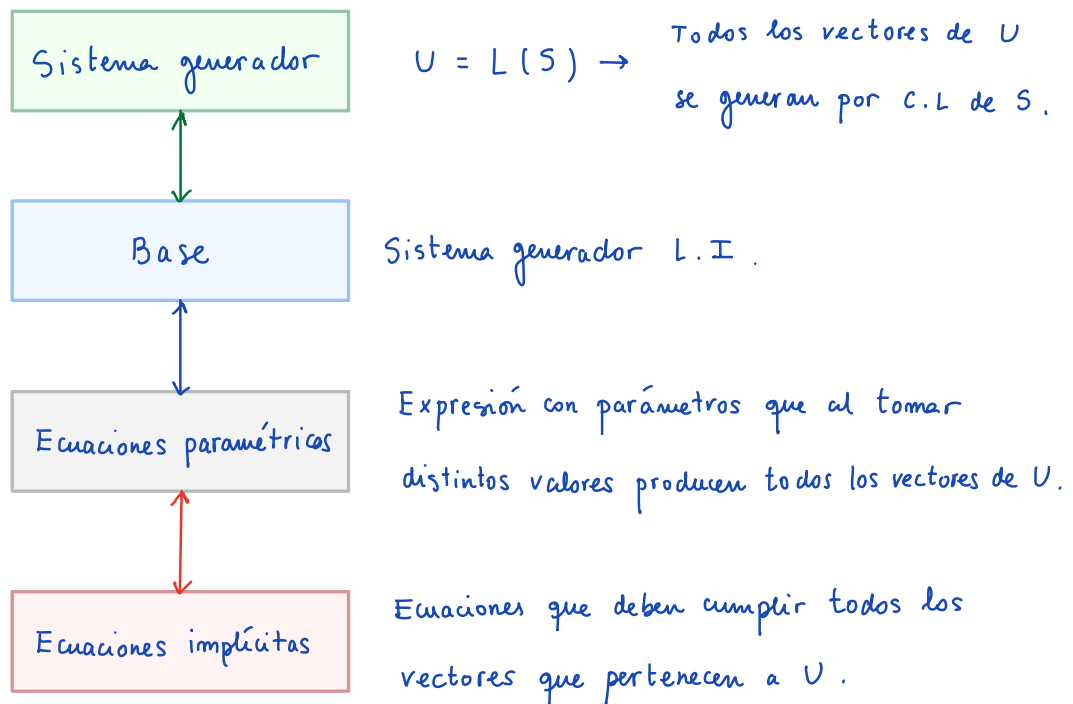 Sistema generador
U = L(S) →
Todos los vectores de U
se generan por C.L de S.
Base
Sistema generador L.I.
Ecuaciones paramétricas
Expresión con parámetros que al tomar
distintos valores producen todos los vectores de U.
Ecuaciones implícitas
Ecuaciones que deben cumplir todos los
vectores que pertenecen a U.